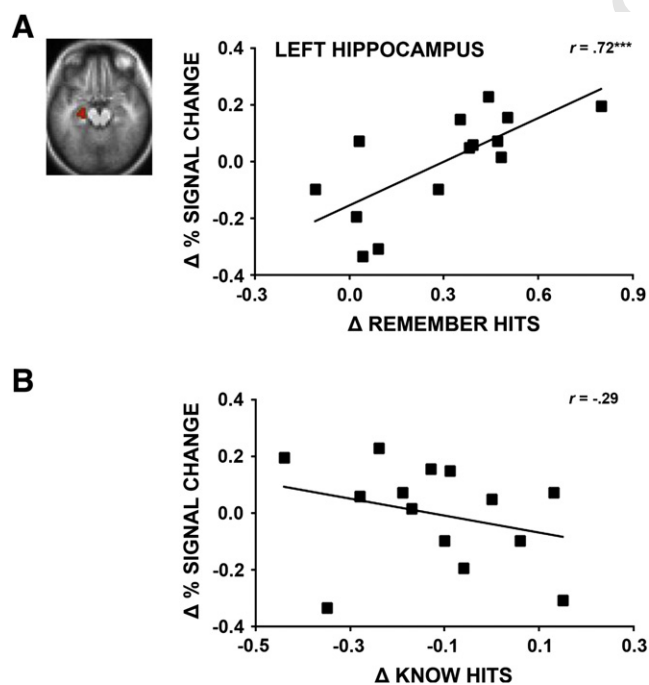 A
LEFT HIPPOCAMPUS
r = .72***
Δ % SIGNAL CHANGE
0.4
0.2
0.0
-0.2
-0.4
-0.3
0.0
0.3
0.6
0.9
Δ REMEMBER HITS
B
r = -.29
Δ % SIGNAL CHANGE
0.4
0.2
0.0
-0.2
-0.4
-0.5
-0.3
-0.1
0.1
0.3
Δ KNOW HITS